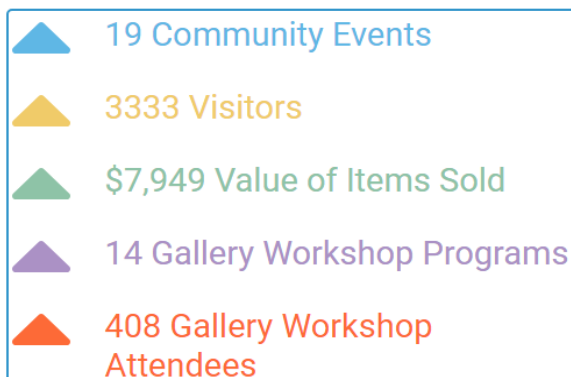 19 Community Events
3333 Visitors
$7,949 Value of Items Sold
14 Gallery Workshop Programs
408 Gallery Workshop
Attendees